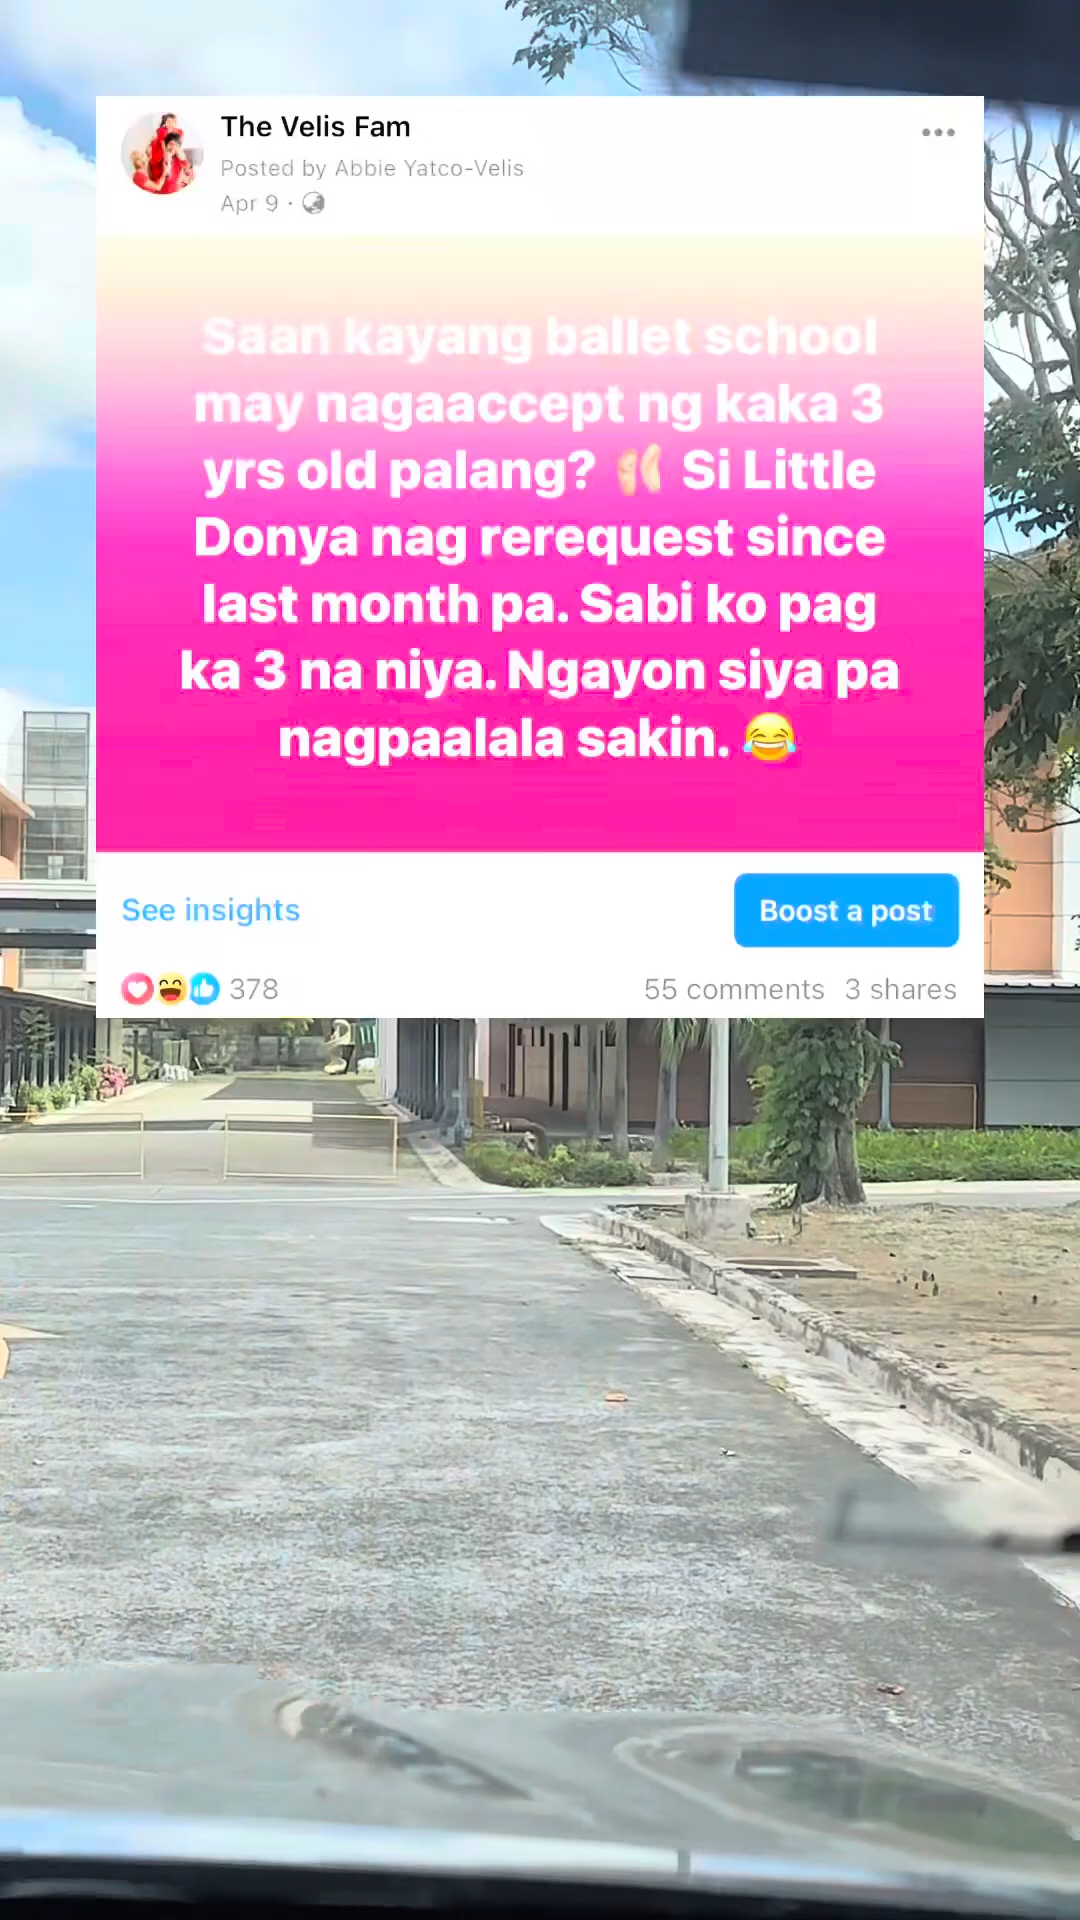 The Velis Fam
Posted by Abbie Yatco-Velis
Apr 9 ·
Saan kayang ballet school
may nagaaccept ng kaka 3
yrs old palang? Si Little
Donya nag rerequest since
last month pa. Sabi ko pag
ka 3 na niya. Ngayon siya pa
nagpaalala sakin. 😂
See insights
Boost a post
378
55 comments 3 shares